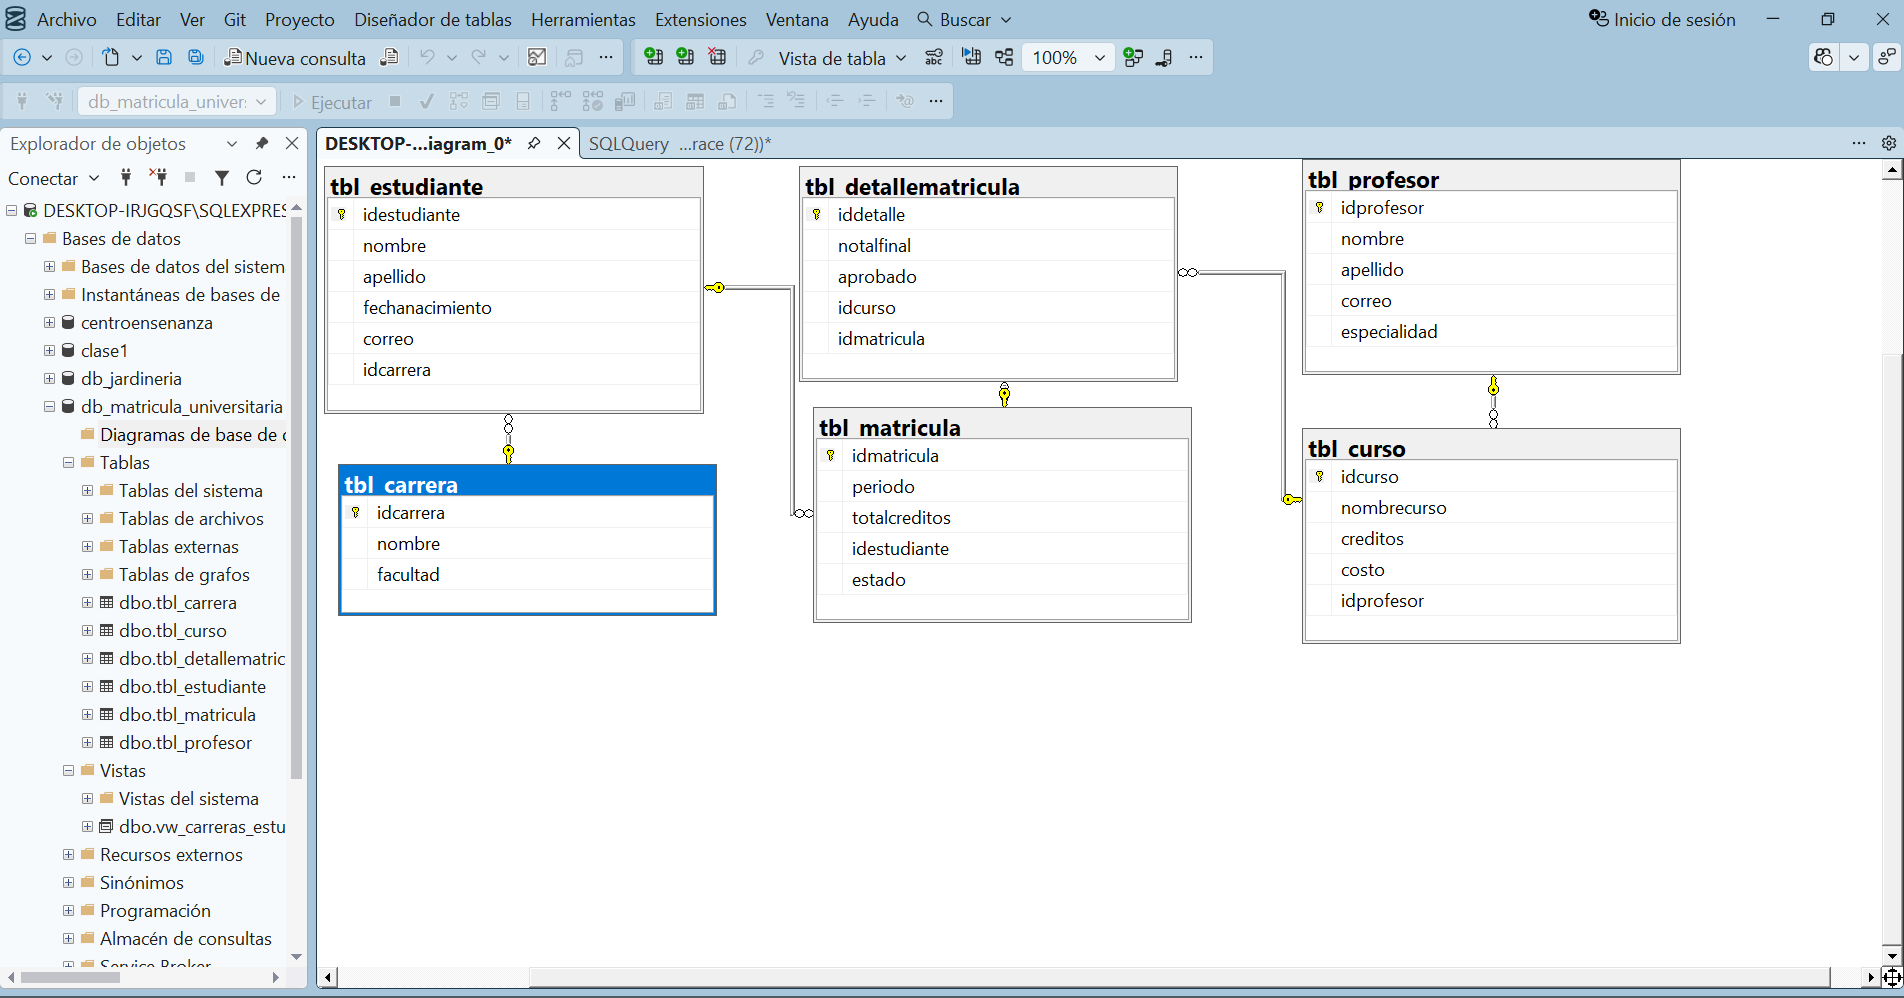 Archivo Editar Ver Git Proyecto Diseñador de tablas Herramientas Extensiones Ventana Ayuda Buscar Inicio de sesión
Nueva consulta Vista de tabla 100%
db_matricula_univer Ejecutar
Explorador de objetos
Conectar
DESKTOP-IRJGQSF\SQLEXPRES
Bases de datos
Bases de datos del sistem
Instantáneas de bases de
centroensenanza
clase1
db_jardineria
db_matricula_universitaria
Diagramas de base de
Tablas
Tablas del sistema
Tablas de archivos
Tablas externas
Tablas de grafos
dbo.tbl_carrera
dbo.tbl_curso
dbo.tbl_detallematric
dbo.tbl_estudiante
dbo.tbl_matricula
dbo.tbl_profesor
Vistas
Vistas del sistema
dbo.vw_carreras_estu
Recursos externos
Sinónimos
Programación
Almacén de consultas
Service Broker
DESKTOP-...iagram_0* SQLQuery ...race (72))*
tbl_estudiante
idestudiante
nombre
apellido
fechanacimiento
correo
idcarrera
tbl_carrera
idcarrera
nombre
facultad
tbl_detallematricula
iddetalle
notalfinal
aprobado
idcurso
idmatricula
tbl_matricula
idmatricula
periodo
totalcreditos
idestudiante
estado
tbl_profesor
idprofesor
nombre
apellido
correo
especialidad
tbl_curso
idcurso
nombrecurso
creditos
costo
idprofesor